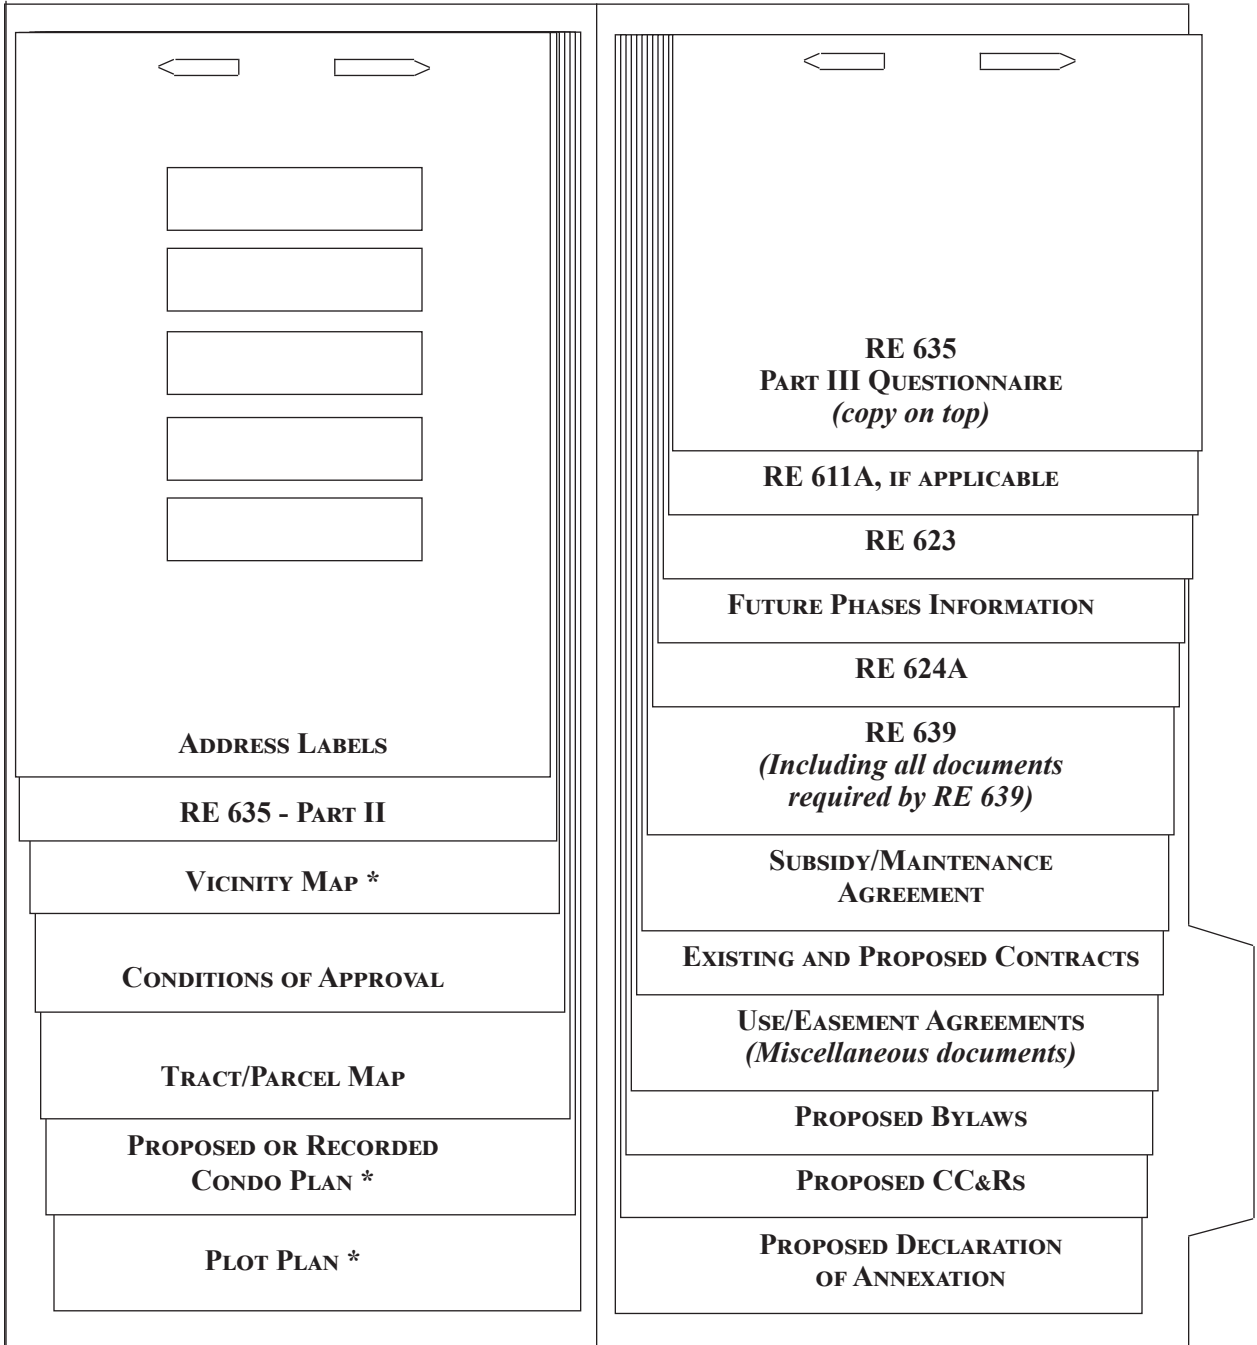 Address Labels
RE 635 - Part II
Vicinity Map *
Conditions of Approval
Tract/Parcel Map
Proposed or Recorded
Condo Plan *
Plot Plan *
RE 635
Part III Questionnaire
(copy on top)
RE 611A, if applicable
RE 623
Future Phases Information
RE 624A
RE 639
(Including all documents
required by RE 639)
Subsidy/Maintenance
Agreement
Existing and Proposed Contracts
Use/Easement Agreements
(Miscellaneous documents)
Proposed Bylaws
Proposed CC&Rs
Proposed Declaration
of Annexation